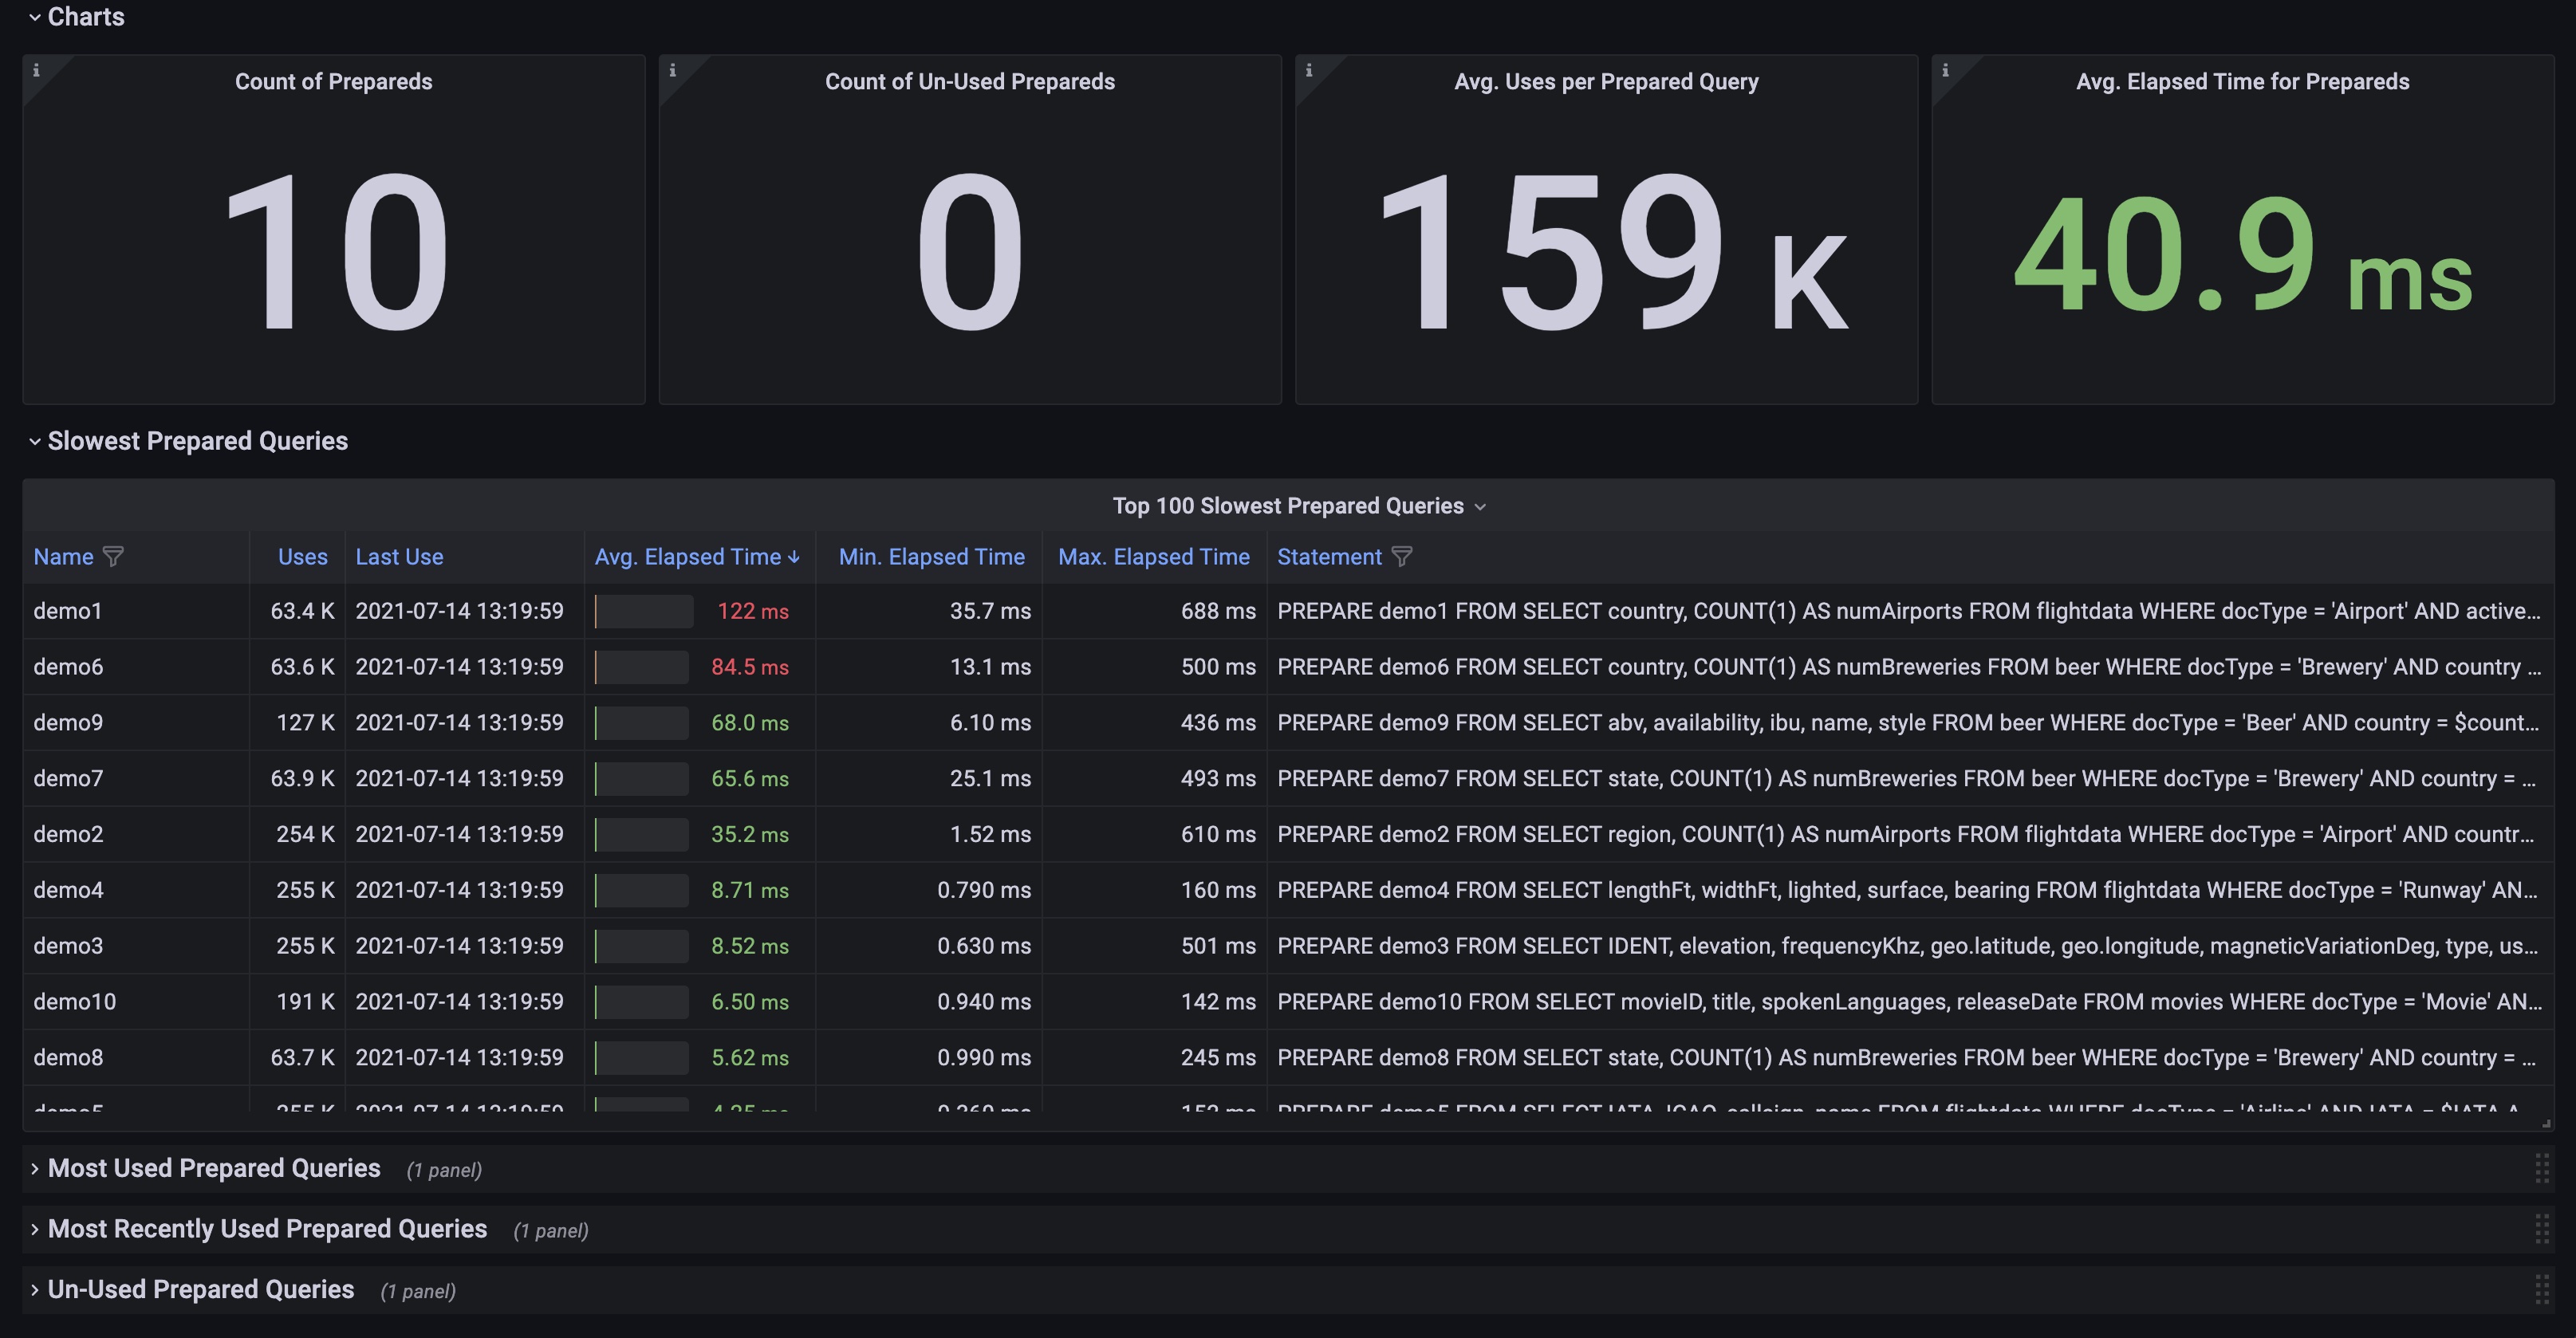 Charts
Count of Prepareds
10
Count of Un-Used Prepareds
0
Avg. Uses per Prepared Query
159 K
Avg. Elapsed Time for Prepareds
40.9 ms
Slowest Prepared Queries
Top 100 Slowest Prepared Queries
Name Uses Last Use Avg. Elapsed Time Min. Elapsed Time Max. Elapsed Time Statement
demo1 63.4 K 2021-07-14 13:19:59 122 ms 35.7 ms 688 ms PREPARE demo1 FROM SELECT country, COUNT(1) AS numAirports FROM flightdata WHERE docType = 'Airport' AND active...
demo6 63.6 K 2021-07-14 13:19:59 84.5 ms 13.1 ms 500 ms PREPARE demo6 FROM SELECT country, COUNT(1) AS numBreweries FROM beer WHERE docType = 'Brewery' AND country ...
demo9 127 K 2021-07-14 13:19:59 68.0 ms 6.10 ms 436 ms PREPARE demo9 FROM SELECT abv, availability, ibu, name, style FROM beer WHERE docType = 'Beer' AND country = $count...
demo7 63.9 K 2021-07-14 13:19:59 65.6 ms 25.1 ms 493 ms PREPARE demo7 FROM SELECT state, COUNT(1) AS numBreweries FROM beer WHERE docType = 'Brewery' AND country = ...
demo2 254 K 2021-07-14 13:19:59 35.2 ms 1.52 ms 610 ms PREPARE demo2 FROM SELECT region, COUNT(1) AS numAirports FROM flightdata WHERE docType = 'Airport' AND countr...
demo4 255 K 2021-07-14 13:19:59 8.71 ms 0.790 ms 160 ms PREPARE demo4 FROM SELECT lengthFt, widthFt, lighted, surface, bearing FROM flightdata WHERE docType = 'Runway' AN...
demo3 255 K 2021-07-14 13:19:59 8.52 ms 0.630 ms 501 ms PREPARE demo3 FROM SELECT IDENT, elevation, frequencyKhz, geo.latitude, geo.longitude, magneticVariationDeg, type, us...
demo10 191 K 2021-07-14 13:19:59 6.50 ms 0.940 ms 142 ms PREPARE demo10 FROM SELECT movieID, title, spokenLanguages, releaseDate FROM movies WHERE docType = 'Movie' AN...
demo8 63.7 K 2021-07-14 13:19:59 5.62 ms 0.990 ms 245 ms PREPARE demo8 FROM SELECT state, COUNT(1) AS numBreweries FROM beer WHERE docType = 'Brewery' AND country = ...
demo5 255 K 2021-07-14 13:19:59 PREPARE demo5 FROM SELECT IATA, ICAO, callsign, name FROM flightdata WHERE docType = 'Airline' AND IATA = $IATA A...
Most Used Prepared Queries (1 panel)
Most Recently Used Prepared Queries (1 panel)
Un-Used Prepared Queries (1 panel)